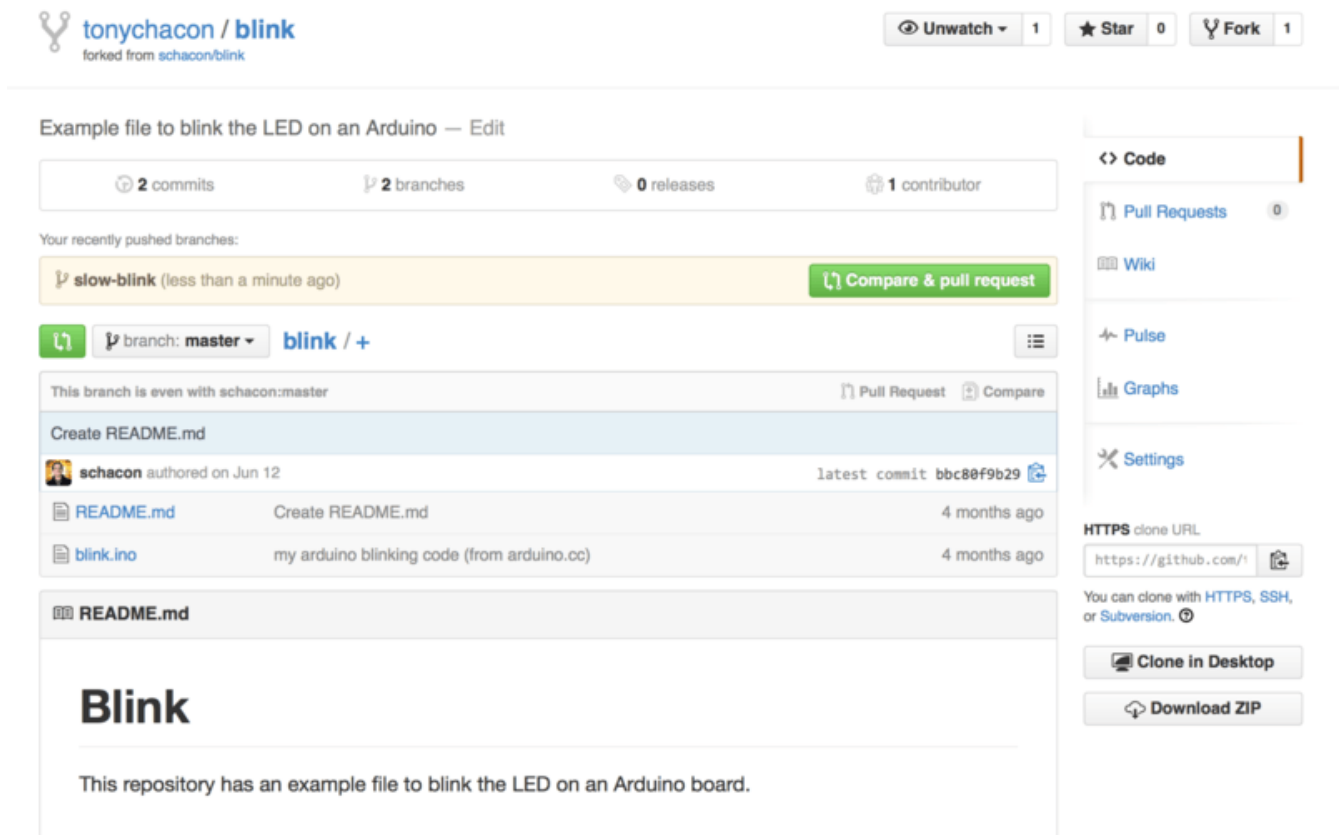 tonychacon / blink
forked from schacon/blink
Unwatch 1 Star 0 Fork 1
Example file to blink the LED on an Arduino — Edit
2 commits 2 branches 0 releases 1 contributor
Your recently pushed branches:
slow-blink (less than a minute ago) Compare & pull request
branch: master blink / +
This branch is even with schacon:master Pull Request Compare
Create README.md
schacon authored on Jun 12 latest commit bbc80f9b29
README.md Create README.md 4 months ago
blink.ino my arduino blinking code (from arduino.cc) 4 months ago
README.md
Blink
This repository has an example file to blink the LED on an Arduino board.
<> Code
Pull Requests 0
Wiki
Pulse
Graphs
Settings
HTTPS clone URL
https://github.com/
You can clone with HTTPS, SSH,
or Subversion.
Clone in Desktop
Download ZIP